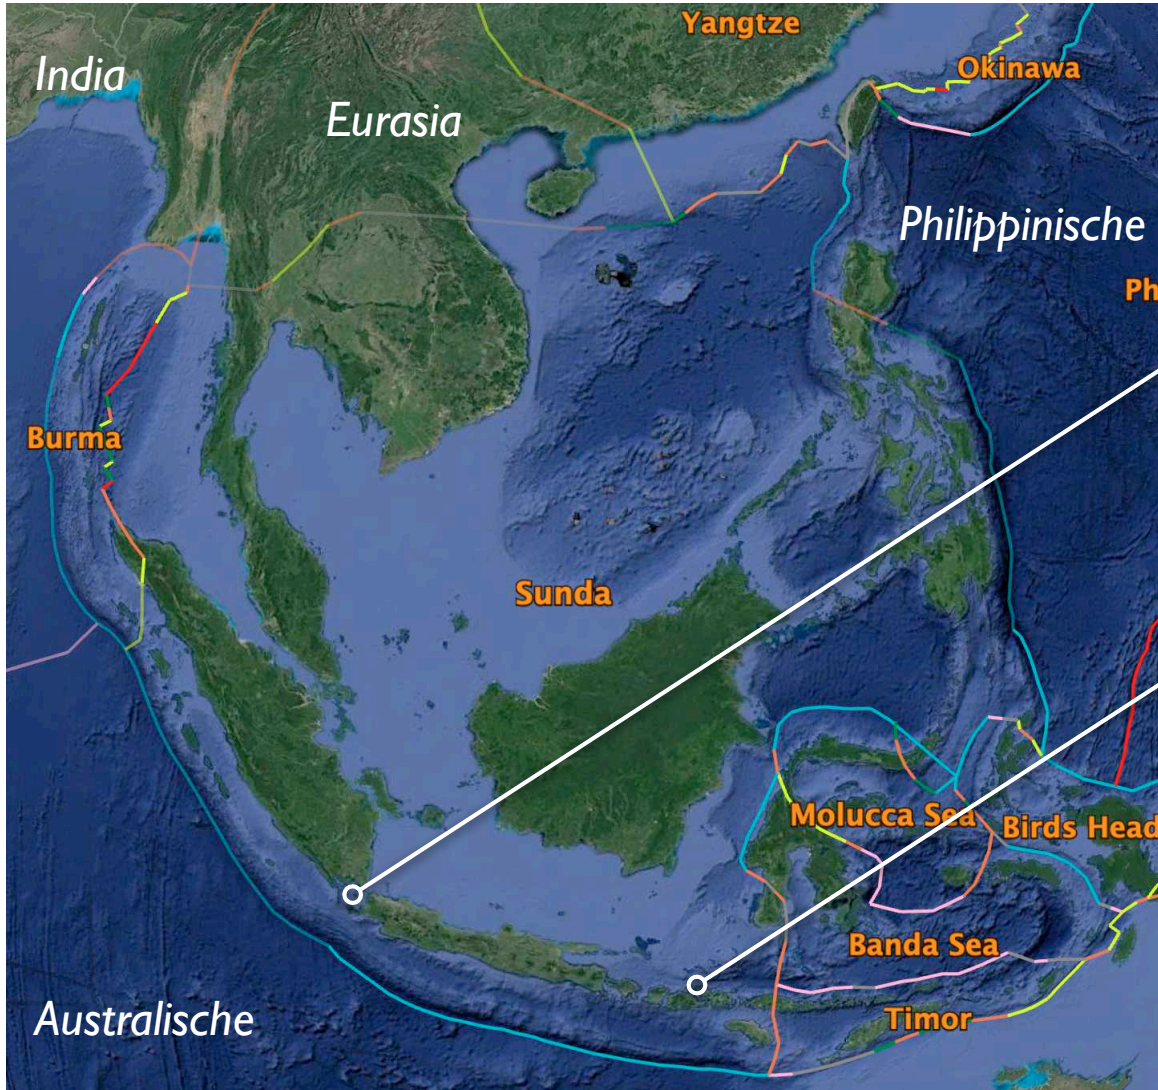 Yangtze
India
Okinawa
Eurasia
Philippinische
Ph
Burma
Sunda
Molucca Sea
Birds Head
Banda Sea
Australische
Timor